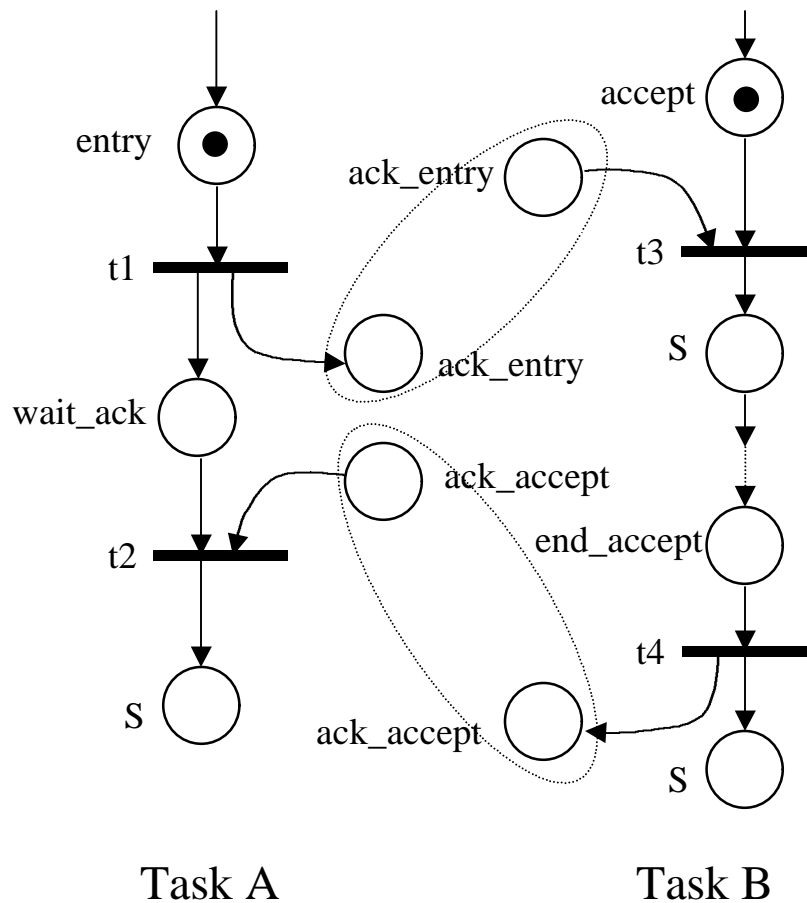 accept
entry
ack_entry
t3
t1
S
ack_entry
wait_ack
ack_accept
end_accept
t2
t4
S
ack_accept
S
Task A
Task B